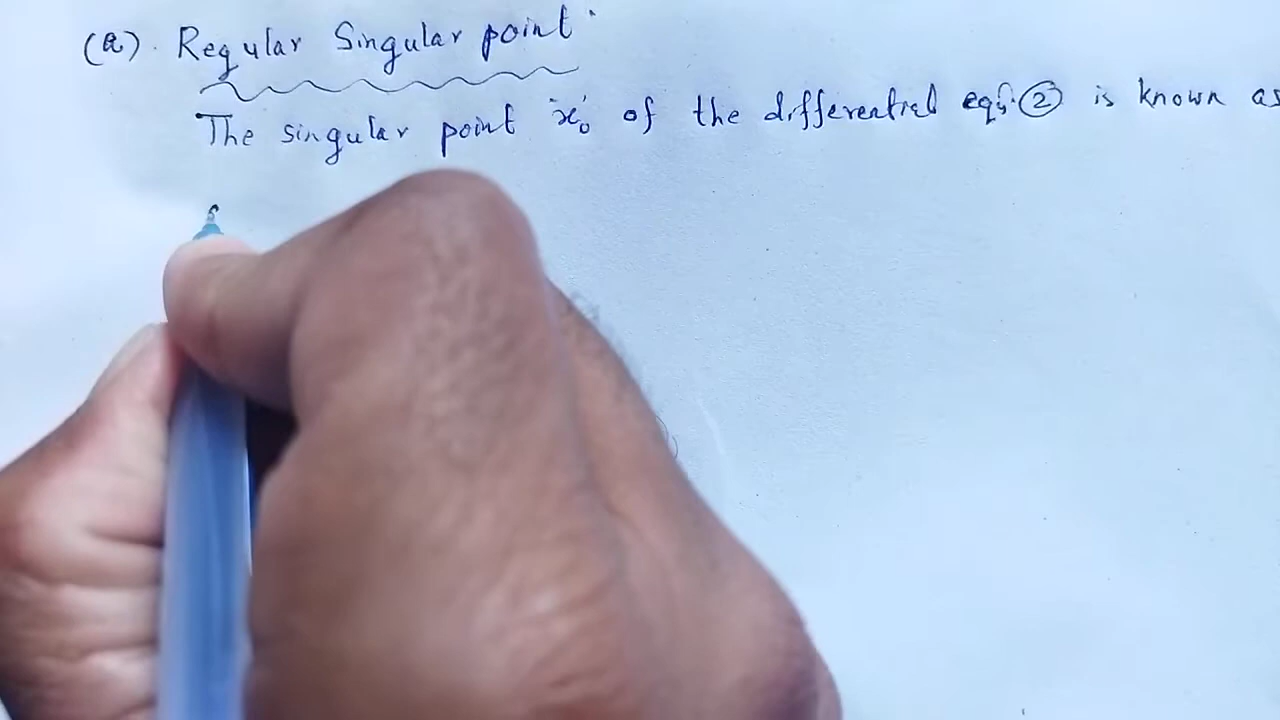 (a). Regular Singular point.
The singular point 'x₀' of the differential eqⁿ. ② is known as